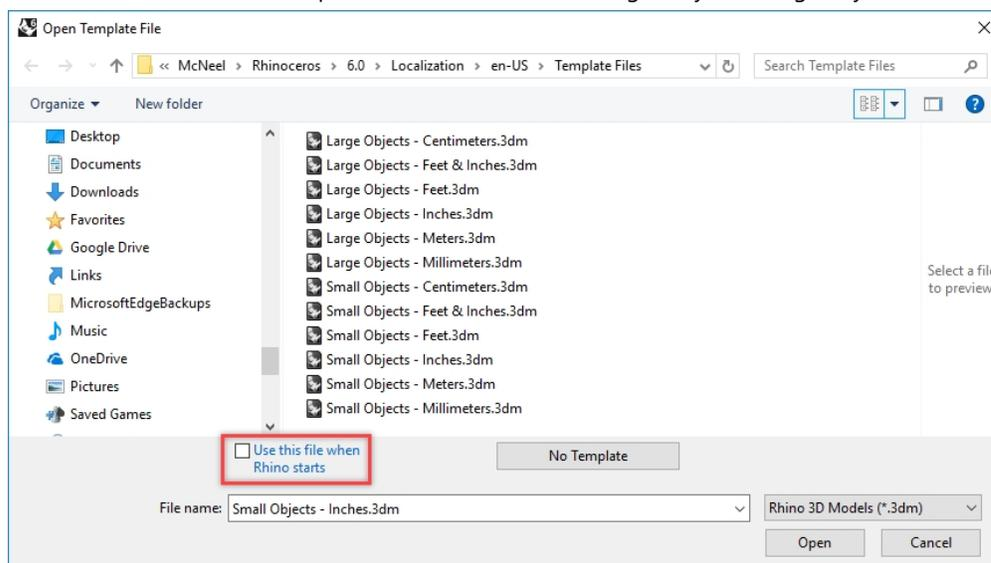 Open Template File
« McNeel > Rhinoceros > 6.0 > Localization > en-US > Template Files
Search Template Files
Organize
New folder
Desktop
Documents
Downloads
Favorites
Google Drive
Links
MicrosoftEdgeBackups
Music
OneDrive
Pictures
Saved Games
Large Objects - Centimeters.3dm
Large Objects - Feet & Inches.3dm
Large Objects - Feet.3dm
Large Objects - Inches.3dm
Large Objects - Meters.3dm
Large Objects - Millimeters.3dm
Small Objects - Centimeters.3dm
Small Objects - Feet & Inches.3dm
Small Objects - Feet.3dm
Small Objects - Inches.3dm
Small Objects - Meters.3dm
Small Objects - Millimeters.3dm
Select a file
to preview
Use this file when
Rhino starts
No Template
File name:
Small Objects - Inches.3dm
Rhino 3D Models (*.3dm)
Open
Cancel